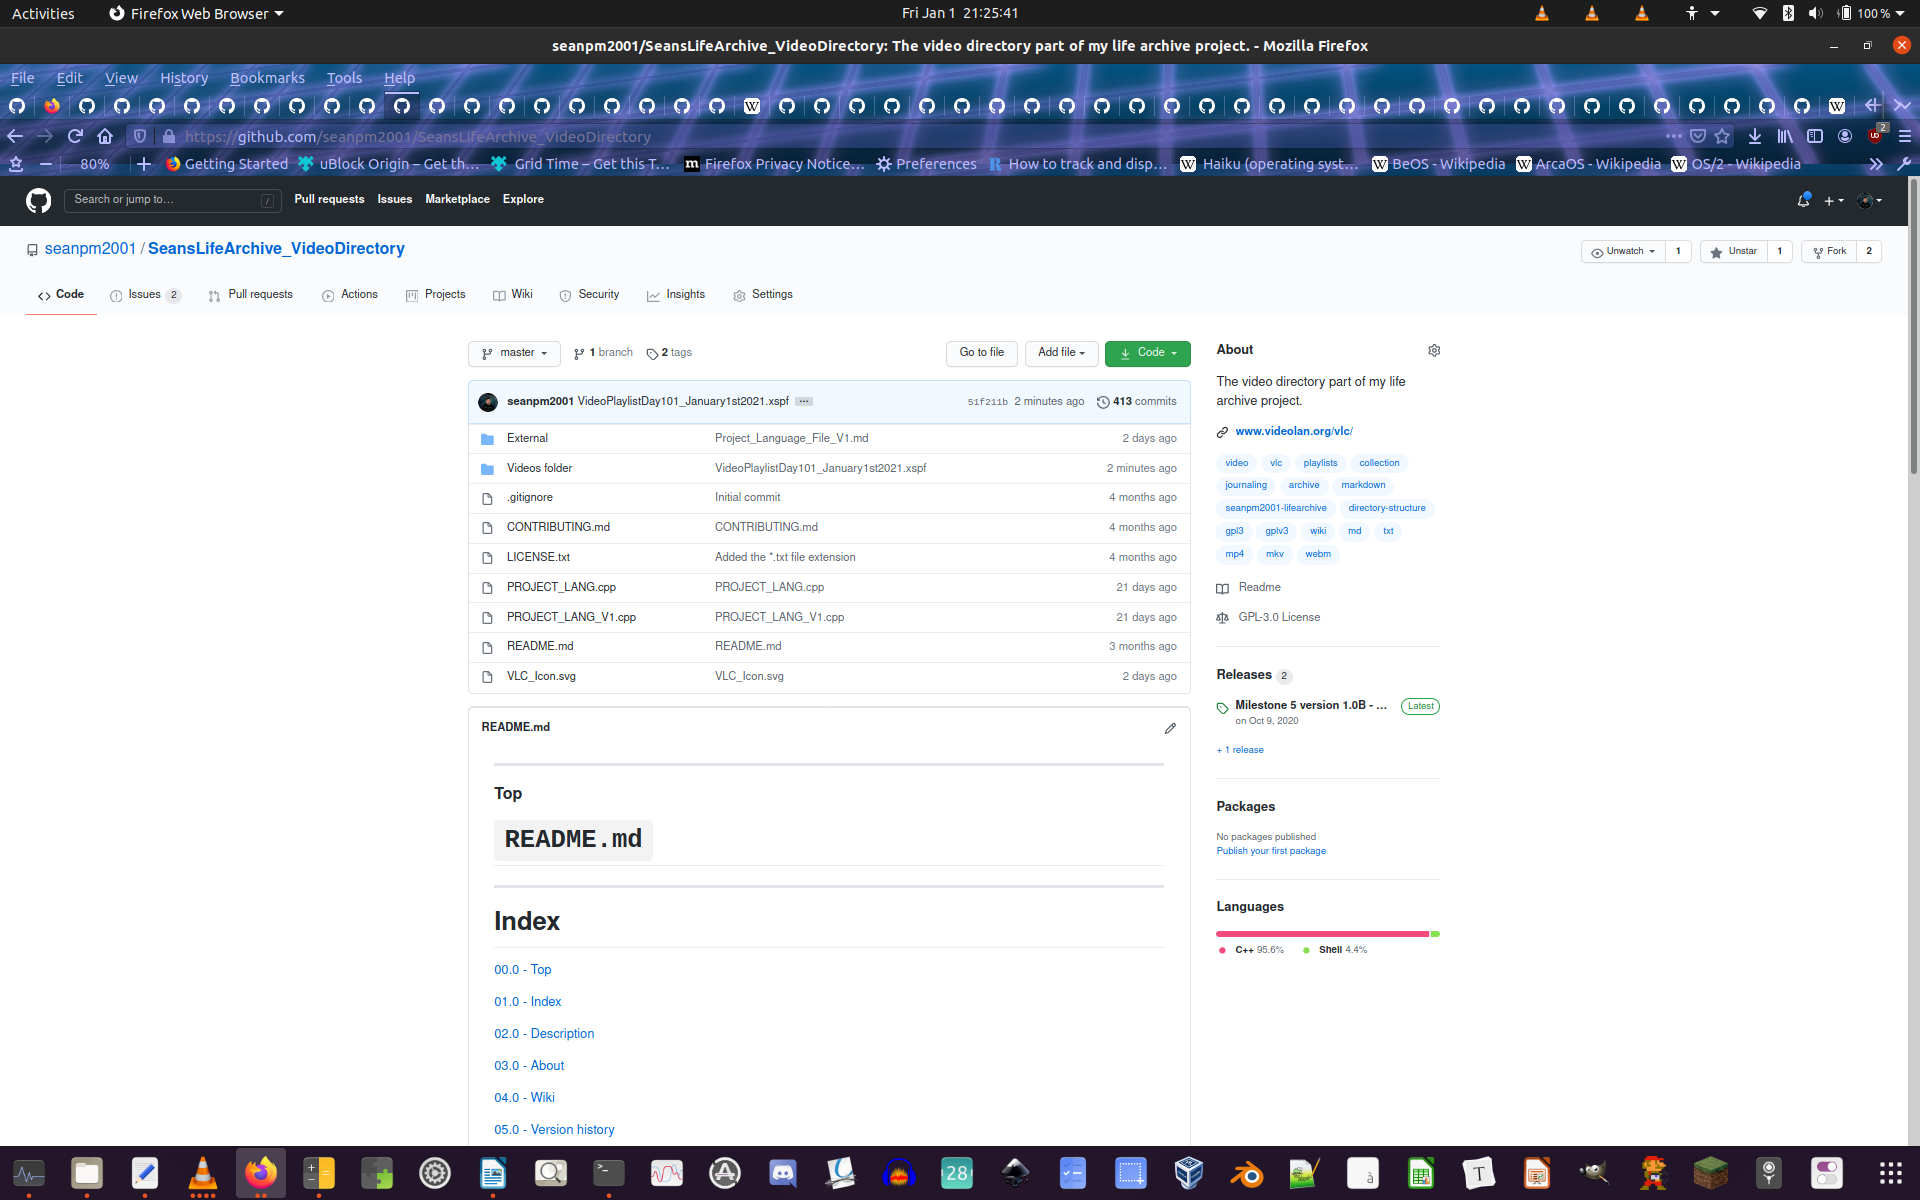 Activities Firefox Web Browser Fri Jan 1 21:25:41 100 %
seanpm2001/SeansLifeArchive_VideoDirectory: The video directory part of my life archive project. - Mozilla Firefox
File Edit View History Bookmarks Tools Help
https://github.com/seanpm2001/SeansLifeArchive_VideoDirectory 2
80% Getting Started uBlock Origin – Get th… Grid Time – Get this T… Firefox Privacy Notice… Preferences How to track and disp… Haiku (operating syst… BeOS - Wikipedia ArcaOS - Wikipedia OS/2 - Wikipedia
Search or jump to… / Pull requests Issues Marketplace Explore
seanpm2001 / SeansLifeArchive_VideoDirectory Unwatch 1 Unstar 1 Fork 2
Code Issues 2 Pull requests Actions Projects Wiki Security Insights Settings
master 1 branch 2 tags Go to file Add file Code
seanpm2001 VideoPlaylistDay101_January1st2021.xspf ... 51f211b 2 minutes ago 413 commits
External Project_Language_File_V1.md 2 days ago
Videos folder VideoPlaylistDay101_January1st2021.xspf 2 minutes ago
.gitignore Initial commit 4 months ago
CONTRIBUTING.md CONTRIBUTING.md 4 months ago
LICENSE.txt Added the *.txt file extension 4 months ago
PROJECT_LANG.cpp PROJECT_LANG.cpp 21 days ago
PROJECT_LANG_V1.cpp PROJECT_LANG_V1.cpp 21 days ago
README.md README.md 3 months ago
VLC_Icon.svg VLC_Icon.svg 2 days ago
README.md
Top
README.md
Index
00.0 - Top
01.0 - Index
02.0 - Description
03.0 - About
04.0 - Wiki
05.0 - Version history
About
The video directory part of my life
archive project.
www.videolan.org/vlc/
video vlc playlists collection
journaling archive markdown
seanpm2001-lifearchive directory-structure
gpl3 gplv3 wiki md txt
mp4 mkv webm
Readme
GPL-3.0 License
Releases 2
Milestone 5 version 1.0B - ... Latest
on Oct 9, 2020
+ 1 release
Packages
No packages published
Publish your first package
Languages
C++ 95.6% Shell 4.4%
28